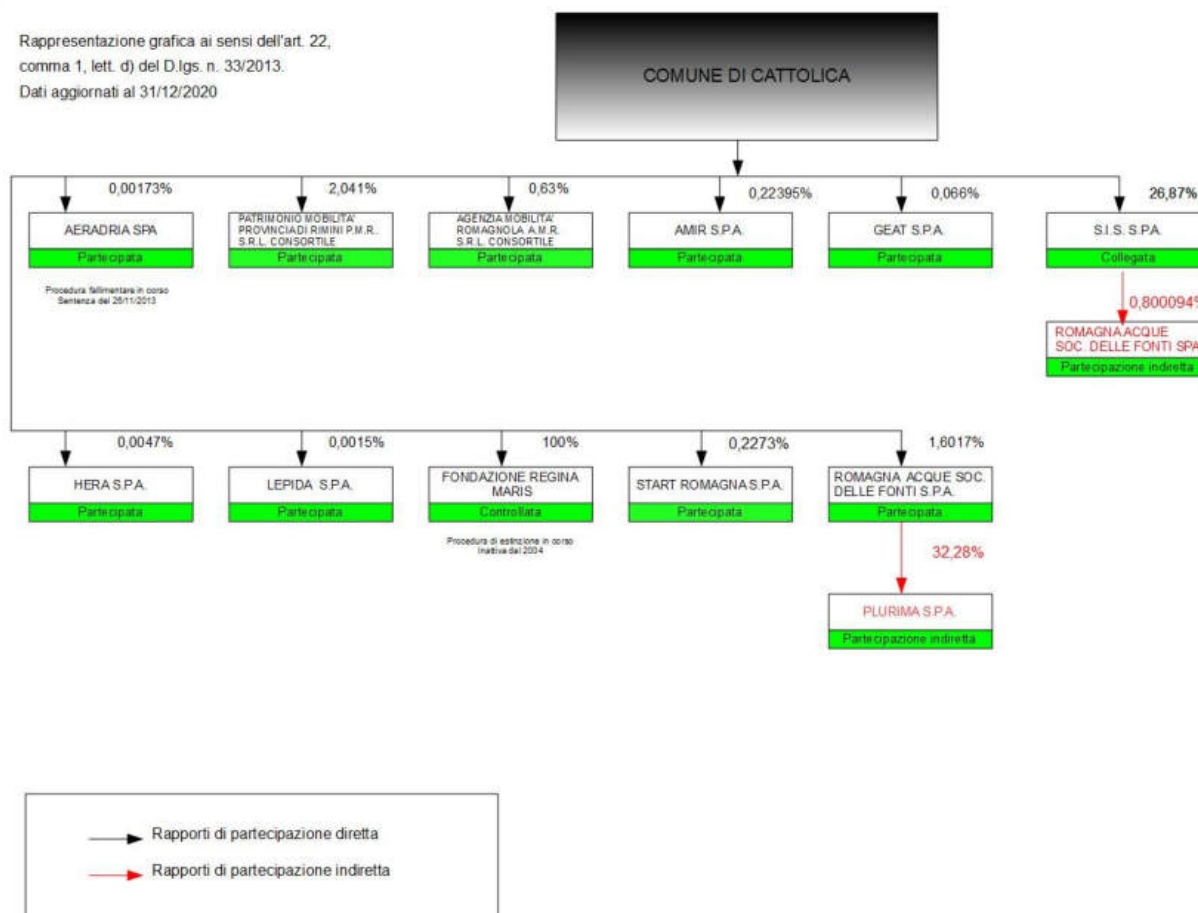 Rappresentazione grafica ai sensi dell'art. 22,
comma 1, lett. d) del D.lgs. n. 33/2013.
Dati aggiornati al 31/12/2020
COMUNE DI CATTOLICA
0,00173%
2,041%
0,63%
0,22395%
0,066%
26,87%
AERADRIA SPA
Partecipata
Procedura fallimentare in corso
Sentenza del 26/11/2013
PATRIMONIO MOBILITA'
PROVINCIA DI RIMINI P.M.R.
S.R.L. CONSORTILE
Partecipata
AGENZIA MOBILITA'
ROMAGNOLA A.M.R.
S.R.L. CONSORTILE
Partecipata
AMIR S.P.A.
Partecipata
GEAT S.P.A.
Partecipata
S.I.S. S.P.A.
Collegata
0,800094%
ROMAGNA ACQUE
SOC. DELLE FONTI SPA
Partecipazione indiretta
0,0047%
0,0015%
100%
0,2273%
1,6017%
HERA S.P.A.
Partecipata
LEPIDA S.P.A.
Partecipata
FONDAZIONE REGINA
MARIS
Controllata
Procedura di estinzione in corso
Inattiva dal 2004
START ROMAGNA S.P.A.
Partecipata
ROMAGNA ACQUE SOC.
DELLE FONTI S.P.A.
Partecipata
32,28%
PLURIMA S.P.A.
Partecipazione indiretta
Rapporti di partecipazione diretta
Rapporti di partecipazione indiretta